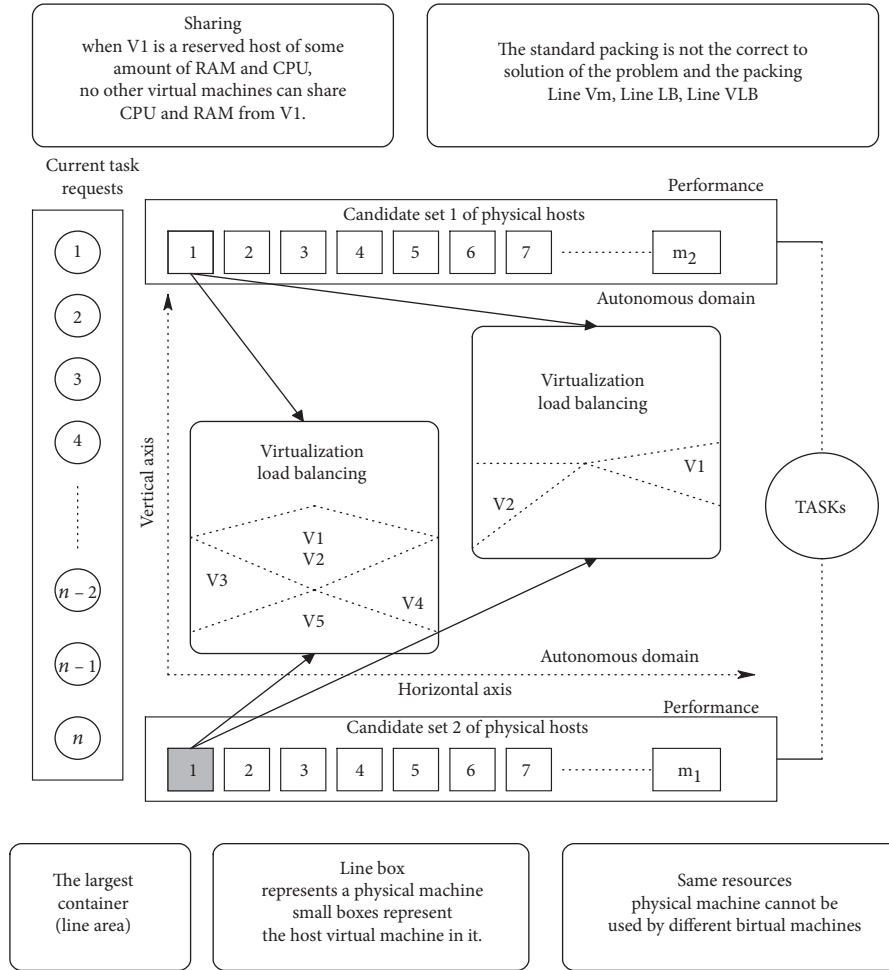 Sharing
when V1 is a reserved host of some
amount of RAM and CPU,
no other virtual machines can share
CPU and RAM from V1.
The standard packing is not the correct to
solution of the problem and the packing
Line Vm, Line LB, Line VLB
Current task
requests
1
2
3
4
n – 2
n – 1
n
Performance
Candidate set 1 of physical hosts
1 2 3 4 5 6 7 m2
Autonomous domain
Vertical axis
Virtualization
load balancing
V1
V2
Virtualization
load balancing
V1
V2
V3
V4
V5
TASKs
Autonomous domain
Horizontal axis
Performance
Candidate set 2 of physical hosts
1 2 3 4 5 6 7 m1
The largest
container
(line area)
Line box
represents a physical machine
small boxes represent
the host virtual machine in it.
Same resources
physical machine cannot be
used by different birtual machines